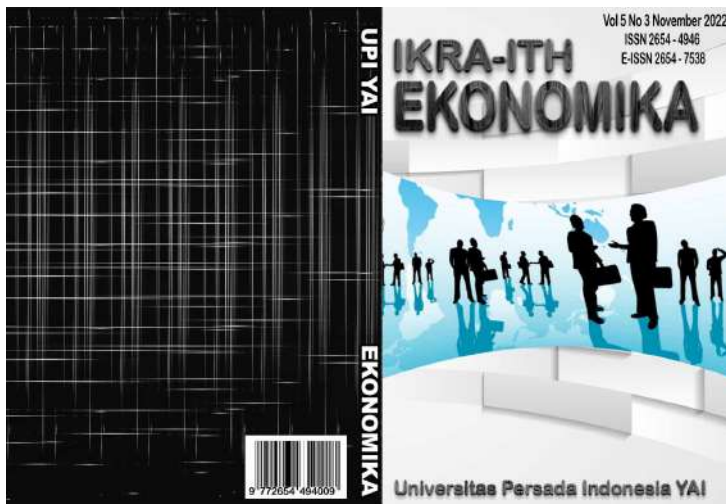 UPI YAI
EKONOMIKA
9 772654 494009
Vol 5 No 3 November 2022
ISSN 2654 - 4946
E-ISSN 2654 - 7538
IKRA-ITH
EKONOMIKA
Universitas Persada Indonesia YAI